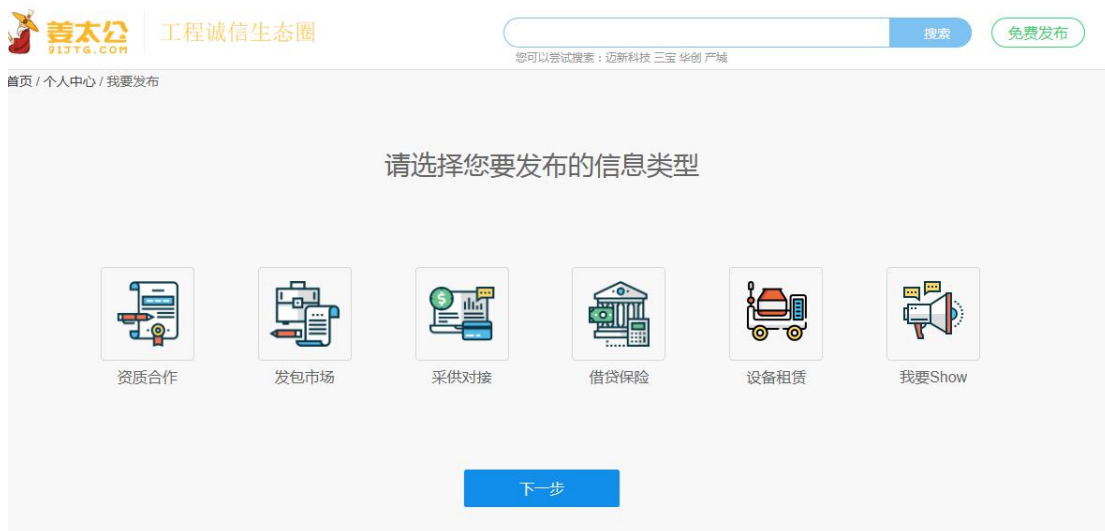 姜太公
91JTG.COM
工程诚信生态圈
搜索
免费发布
您可以尝试搜索：迈新科技 三宝 华创 产城
首页 / 个人中心 / 我要发布
请选择您要发布的信息类型
资质合作
发包市场
采供对接
借贷保险
设备租赁
我要Show
下一步